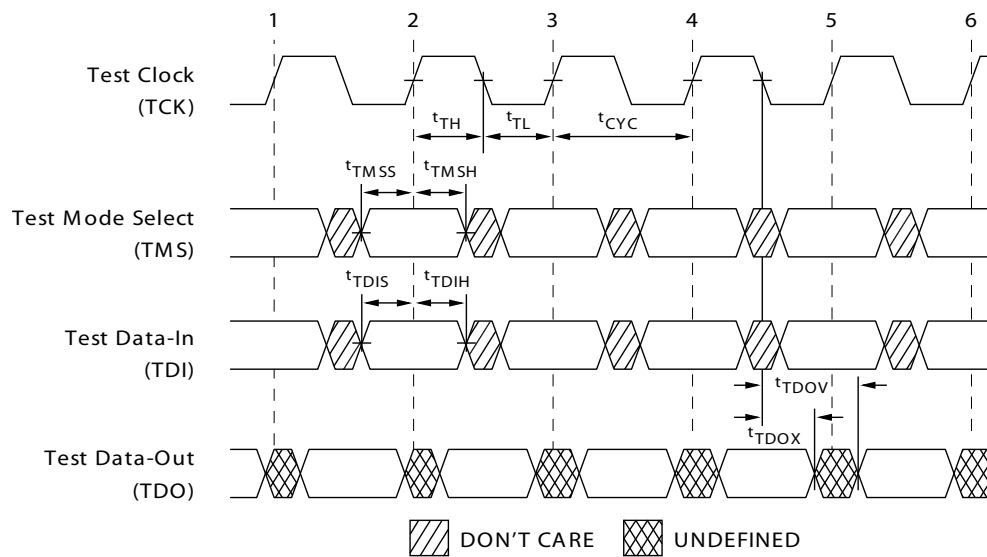 1 2 3 4 5 6
Test Clock
(TCK)
tTH tTL tCYC
tTMSS tTMSH
Test Mode Select
(TMS)
tTDIS tTDIH
Test Data-In
(TDI)
tTDOV
tTDOX
Test Data-Out
(TDO)
DON'T CARE UNDEFINED